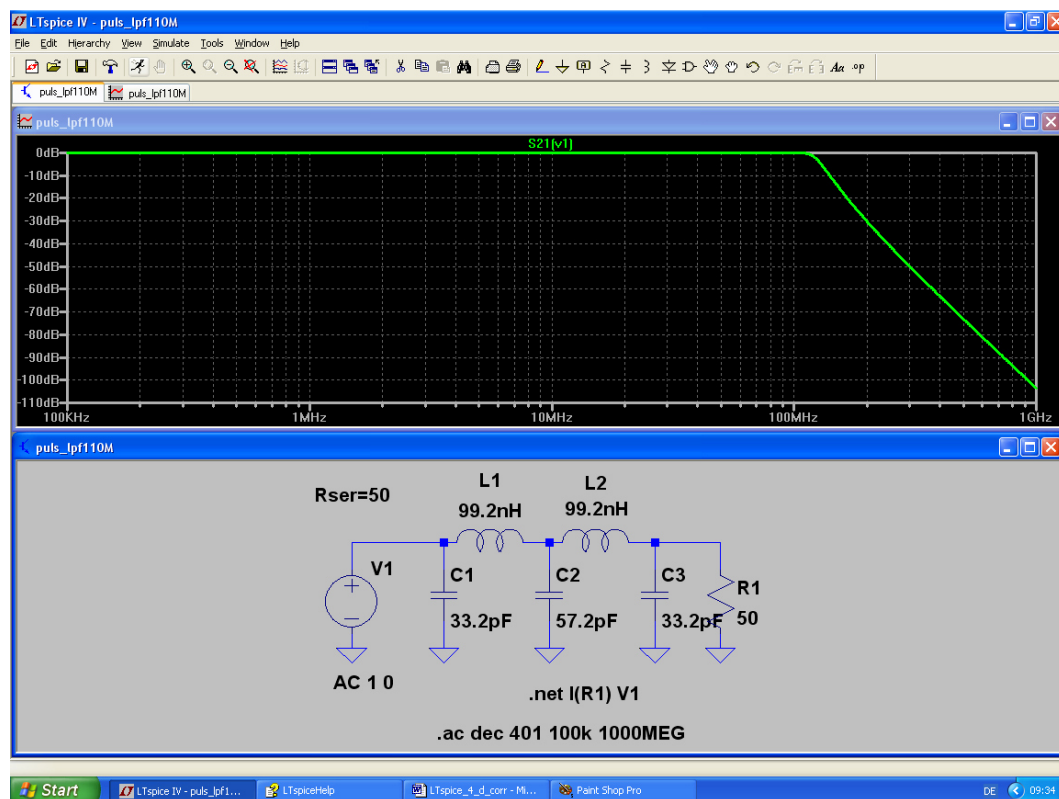 LTspice IV - puls_lpf110M
File Edit Hierarchy View Simulate Tools Window Help
Aa .op
puls_lpf110M puls_lpf110M
puls_lpf110M
S21(v1)
0dB
-10dB
-20dB
-30dB
-40dB
-50dB
-60dB
-70dB
-80dB
-90dB
-100dB
-110dB
100KHz 1MHz 10MHz 100MHz 1GHz
puls_lpf110M
Rser=50
L1
99.2nH
L2
99.2nH
V1
C1
33.2pF
C2
57.2pF
C3
33.2pF
R1
50
AC 1 0
.net I(R1) V1
.ac dec 401 100k 1000MEG
Start LTspice IV - puls_lpf1... LTspiceHelp LTspice_4_d_corr - Mi... Paint Shop Pro DE 09:34